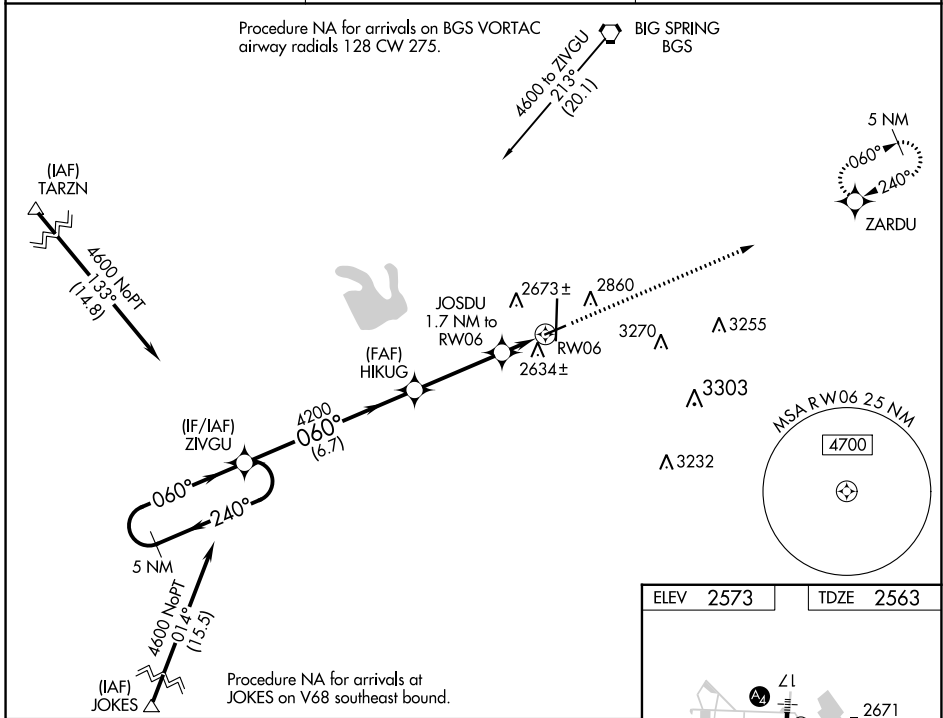 Procedure NA for arrivals on BGS VORTAC
airway radials 128 CW 275.
BIG SPRING
BGS
4600 to ZIVGU
213°
(20.1)
5 NM
060°
240°
ZARDU
(IAF)
TARZN
4600 NoPT
133°
(14.8)
JOSDU
1.7 NM to
RW06
2673±
2860
RW06
2634±
3270
3255
3303
3232
(FAF)
HIKUG
4200
060°
(6.7)
(IF/IAF)
ZIVGU
060°
240°
5 NM
MSA RW06 25 NM
4700
4600 NoPT
014°
(15.5)
(IAF)
JOKES
Procedure NA for arrivals at
JOKES on V68 southeast bound.
ELEV 2573
TDZE 2563
A4
17
2671